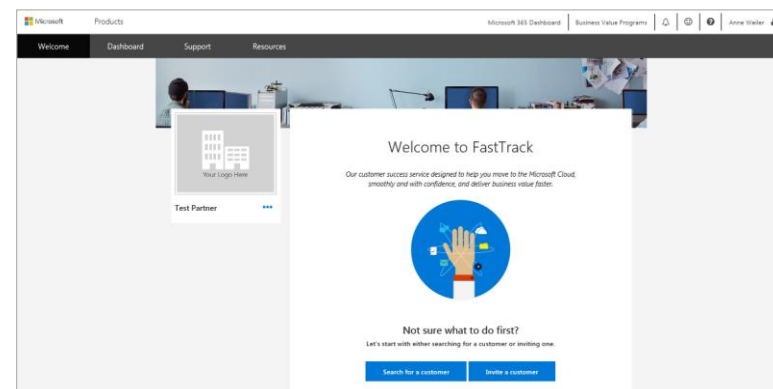 Microsoft Products Microsoft 365 Dashboard Business Value Programs Anne Weiler
Welcome Dashboard Support Resources
Your Logo Here
Test Partner
Welcome to FastTrack
Our customer success service designed to help you move to the Microsoft Cloud,
smoothly and with confidence, and deliver business value faster.
Not sure what to do first?
Let's start with either searching for a customer or inviting one.
Search for a customer Invite a customer